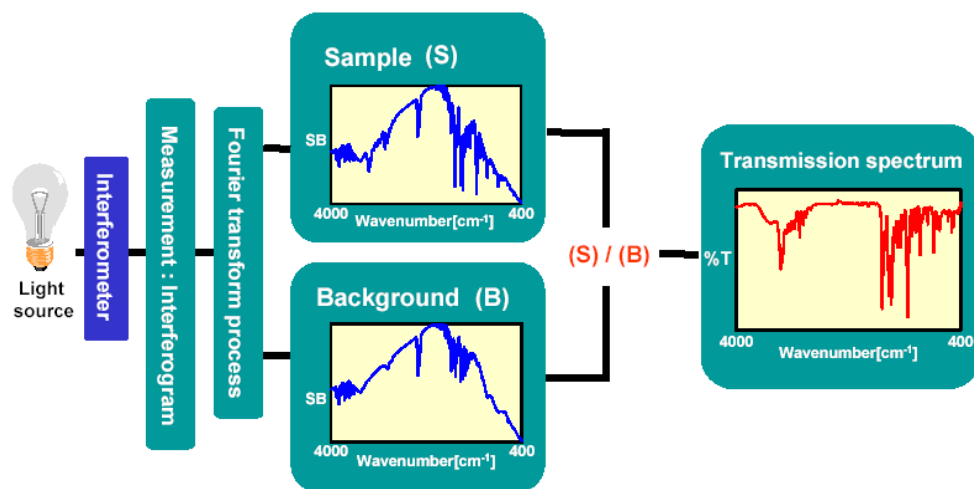 Light
source
Interferometer
Measurement : Interferogram
Fourier transform process
Sample (S)
SB
4000
400
Wavenumber[cm-1]
Background (B)
SB
4000
400
Wavenumber[cm-1]
(S) / (B)
Transmission spectrum
%T
4000
400
Wavenumber[cm-1]